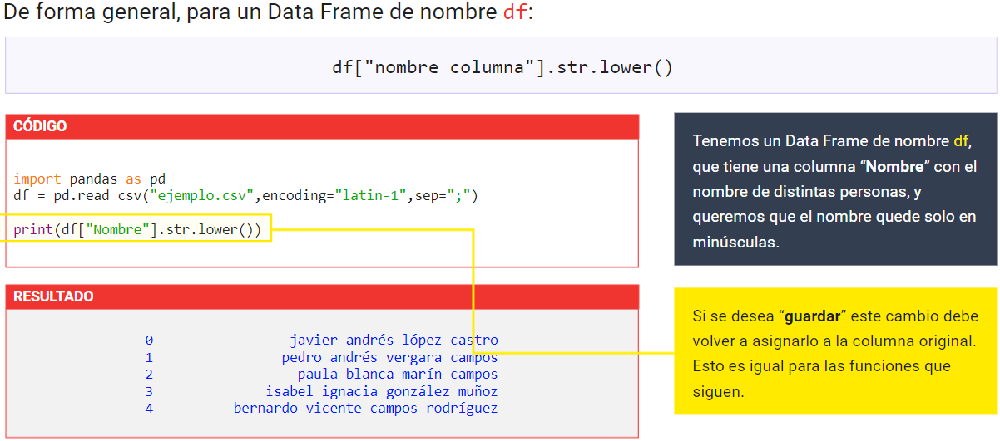 De forma general, para un Data Frame de nombre df:
df["nombre columna"].str.lower()
CÓDIGO
import pandas as pd
df = pd.read_csv("ejemplo.csv",encoding="latin-1",sep=";")
print(df["Nombre"].str.lower())
Tenemos un Data Frame de nombre df,
que tiene una columna “Nombre” con el
nombre de distintas personas, y
queremos que el nombre quede solo en
minúsculas.
RESULTADO
0 javier andrés lópez castro
1 pedro andrés vergara campos
2 paula blanca marín campos
3 isabel ignacia gonzález muñoz
4 bernardo vicente campos rodríguez
Si se desea “guardar” este cambio debe
volver a asignarlo a la columna original.
Esto es igual para las funciones que
siguen.